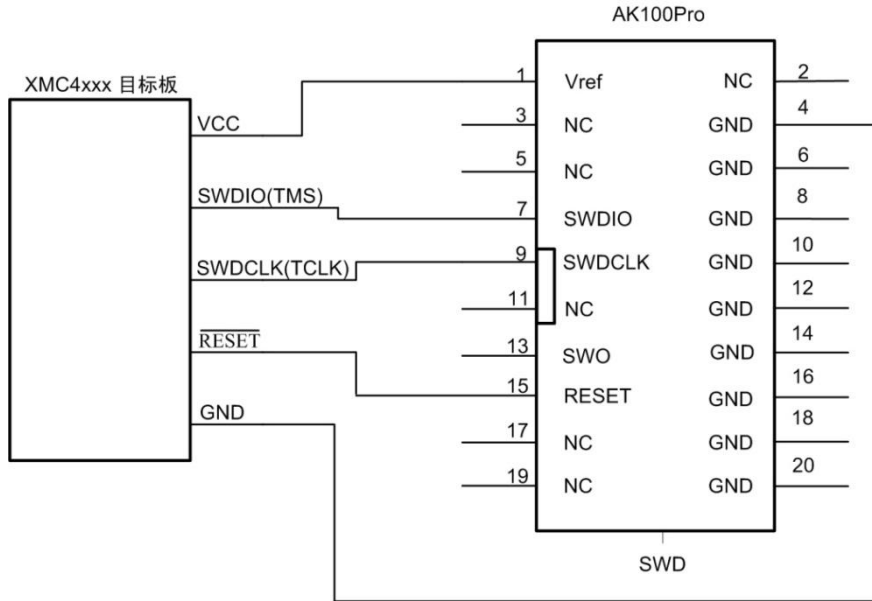 AK100Pro
XMC4xxx 目标板
VCC
SWDIO(TMS)
SWDCLK(TCLK)
RESET
GND
1 Vref NC 2
3 NC GND 4
5 NC GND 6
7 SWDIO GND 8
9 SWDCLK GND 10
11 NC GND 12
13 SWO GND 14
15 RESET GND 16
17 NC GND 18
19 NC GND 20
SWD